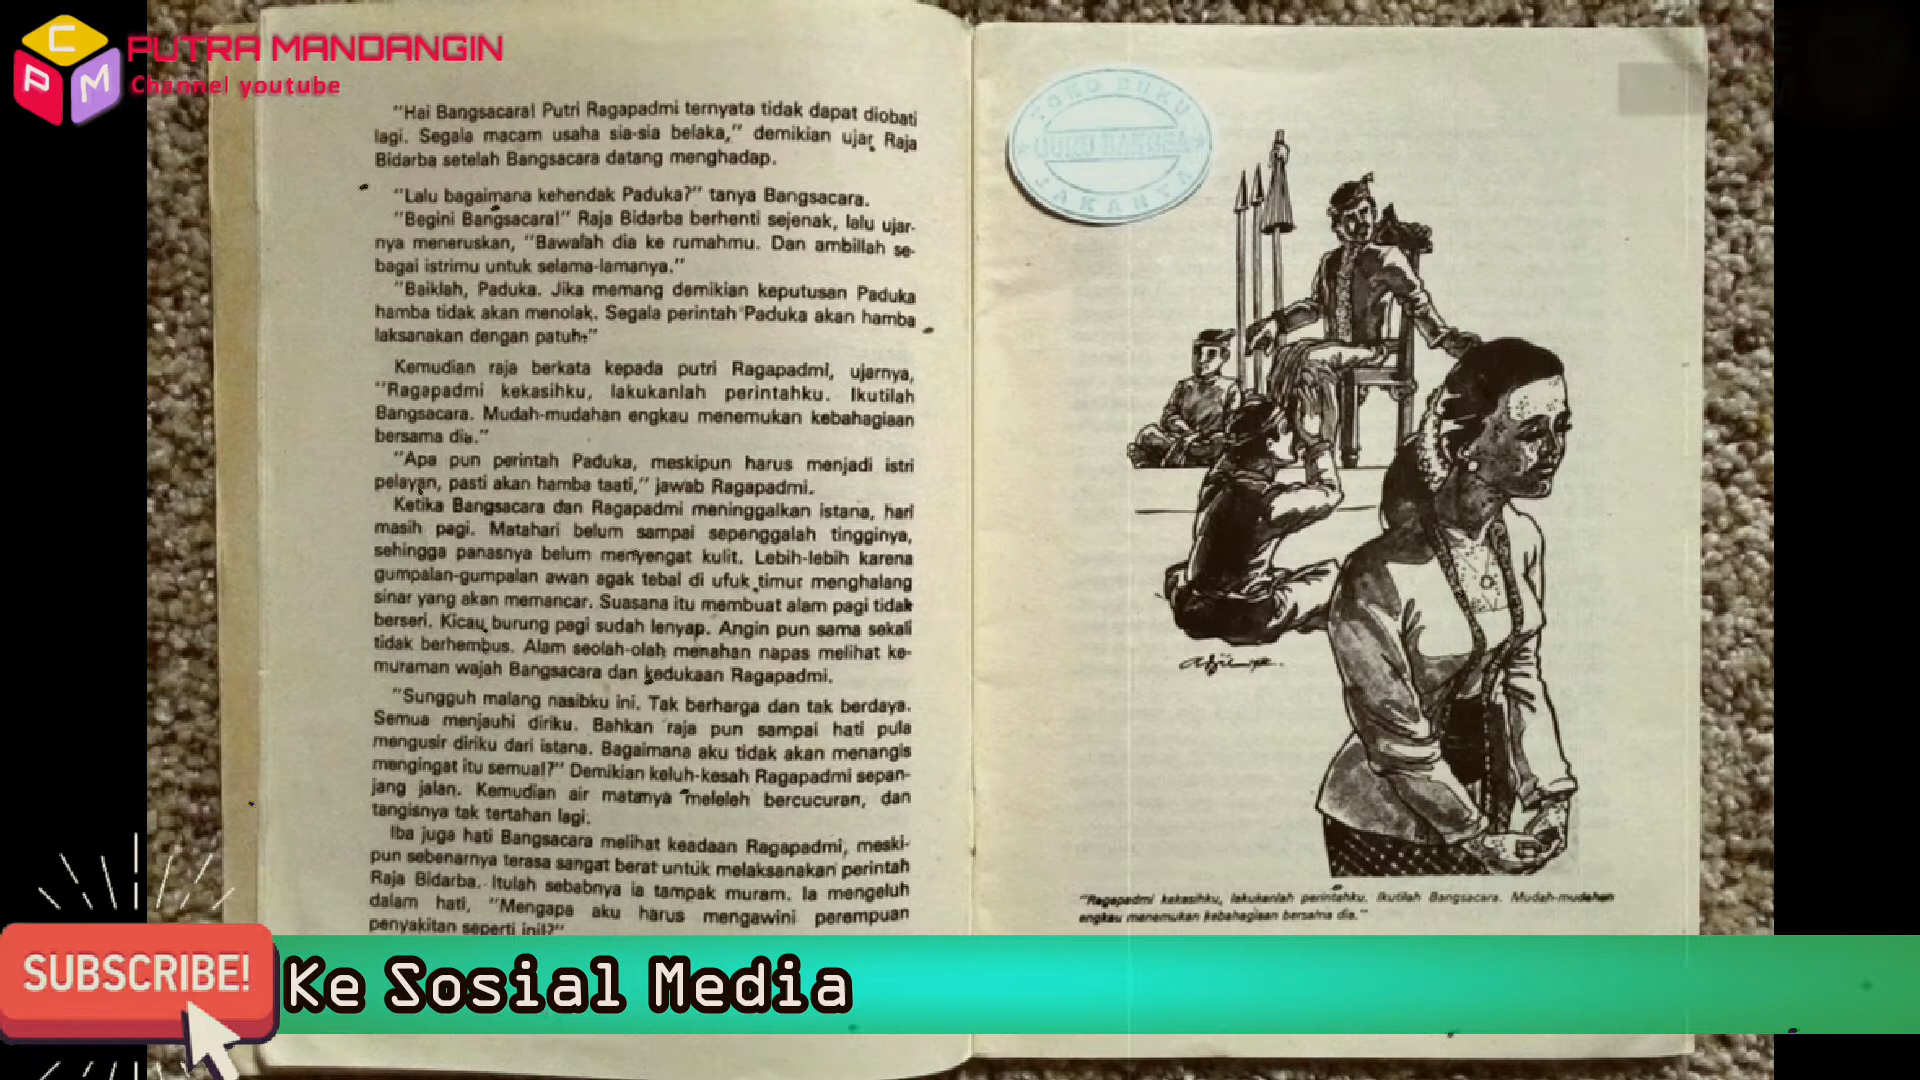 PUTRA MANDANGIN
Channel youtube
C
P M
"Hai Bangsacara! Putri Ragapadmi ternyata tidak dapat diobati
lagi. Segala macam usaha sia-sia belaka," demikian ujar Raja
Bidarba setelah Bangsacara datang menghadap.
"Lalu bagaimana kehendak Paduka?" tanya Bangsacara.
"Begini Bangsacara!" Raja Bidarba berhenti sejenak, lalu ujar-
nya meneruskan, "Bawalah dia ke rumahmu. Dan ambillah se-
bagai istrimu untuk selama-lamanya."
"Baiklah, Paduka. Jika memang demikian keputusan Paduka
hamba tidak akan menolak. Segala perintah Paduka akan hamba
laksanakan dengan patuh."
Kemudian raja berkata kepada putri Ragapadmi, ujarnya,
"Ragapadmi kekasihku, lakukanlah perintahku. Ikutilah
Bangsacara. Mudah-mudahan engkau menemukan kebahagiaan
bersama dia."
"Apa pun perintah Paduka, meskipun harus menjadi istri
pelayan, pasti akan hamba taati," jawab Ragapadmi.
Ketika Bangsacara dan Ragapadmi meninggalkan istana, hari
masih pagi. Matahari belum sampai sepenggalah tingginya,
sehingga panasnya belum menyengat kulit. Lebih-lebih karena
gumpalan-gumpalan awan agak tebal di ufuk timur menghalang
sinar yang akan memancar. Suasana itu membuat alam pagi tidak
berseri. Kicau burung pagi sudah lenyap. Angin pun sama sekali
tidak berhembus. Alam seolah-olah menahan napas melihat ke-
muraman wajah Bangsacara dan kedukaan Ragapadmi.
"Sungguh malang nasibku ini. Tak berharga dan tak berdaya.
Semua menjauhi diriku. Bahkan raja pun sampai hati pula
mengusir diriku dari istana. Bagaimana aku tidak akan menangis
mengingat itu semua!?" Demikian keluh-kesah Ragapadmi sepan-
jang jalan. Kemudian air matanya meleleh bercucuran, dan
tangisnya tak tertahan lagi.
Iba juga hati Bangsacara melihat keadaan Ragapadmi, meski-
pun sebenarnya terasa sangat berat untuk melaksanakan perintah
Raja Bidarba. Itulah sebabnya ia tampak muram. Ia mengeluh
dalam hati, "Mengapa aku harus mengawini perempuan
penyakitan seperti ini!?"
"Ragapadmi kekasihku, lakukanlah perintahku. Ikutilah Bangsacara. Mudah-mudahan
engkau menemukan kebahagiaan bersama dia."
SUBSCRIBE!
Ke Sosial Media